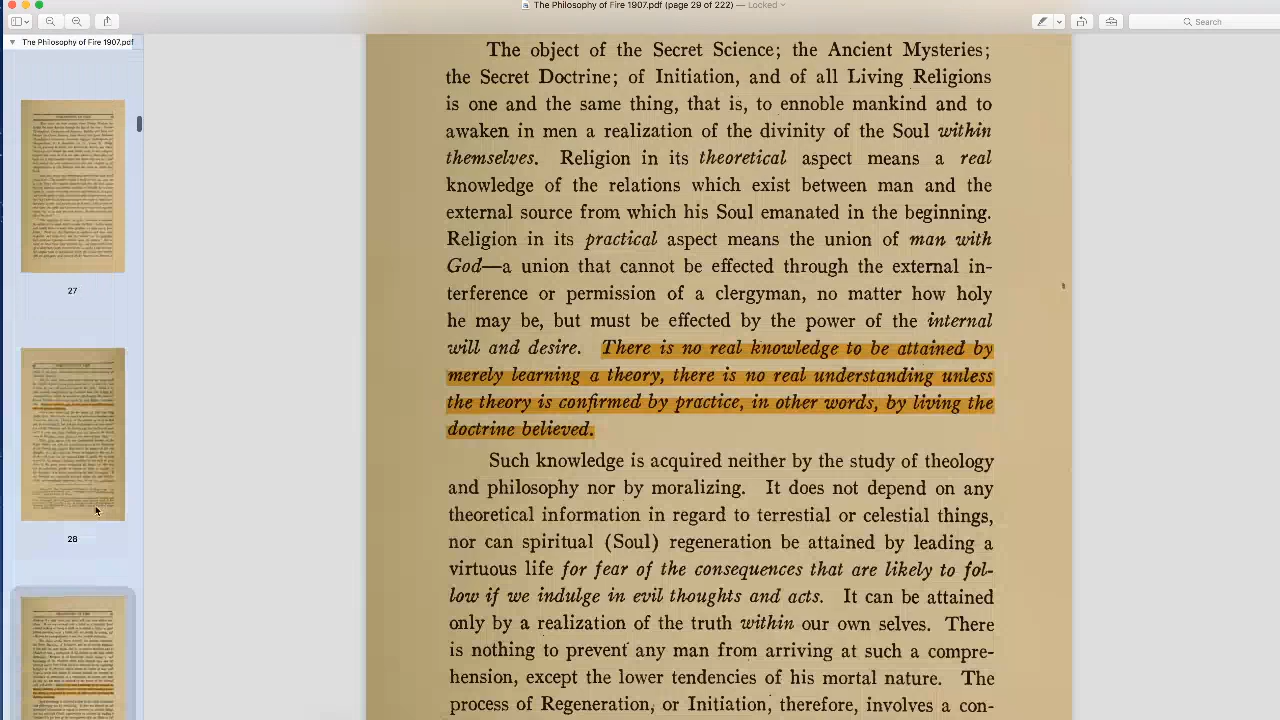 The Philosophy of Fire 1907.pdf (page 29 of 222) — Locked
Search
The Philosophy of Fire 1907.pdf
27
28
The object of the Secret Science; the Ancient Mysteries;
the Secret Doctrine; of Initiation, and of all Living Religions
is one and the same thing, that is, to ennoble mankind and to
awaken in men a realization of the divinity of the Soul within
themselves. Religion in its theoretical aspect means a real
knowledge of the relations which exist between man and the
external source from which his Soul emanated in the beginning.
Religion in its practical aspect means the union of man with
God—a union that cannot be effected through the external in-
terference or permission of a clergyman, no matter how holy
he may be, but must be effected by the power of the internal
will and desire. There is no real knowledge to be attained by
merely learning a theory, there is no real understanding unless
the theory is confirmed by practice or in other words, by living the
doctrine believed.
Such knowledge is acquired neither by the study of theology
and philosophy nor by moralizing. It does not depend on any
theoretical information in regard to terrestial or celestial things,
nor can spiritual (Soul) regeneration be attained by leading a
virtuous life for fear of the consequences that are likely to fol-
low if we indulge in evil thoughts and acts. It can be attained
only by a realization of the truth within our own selves. There
is nothing to prevent any man from arriving at such a compre-
hension except the lower tendencies of his mortal nature. The
process of regeneration, of Initiation, therefore, involves a con-